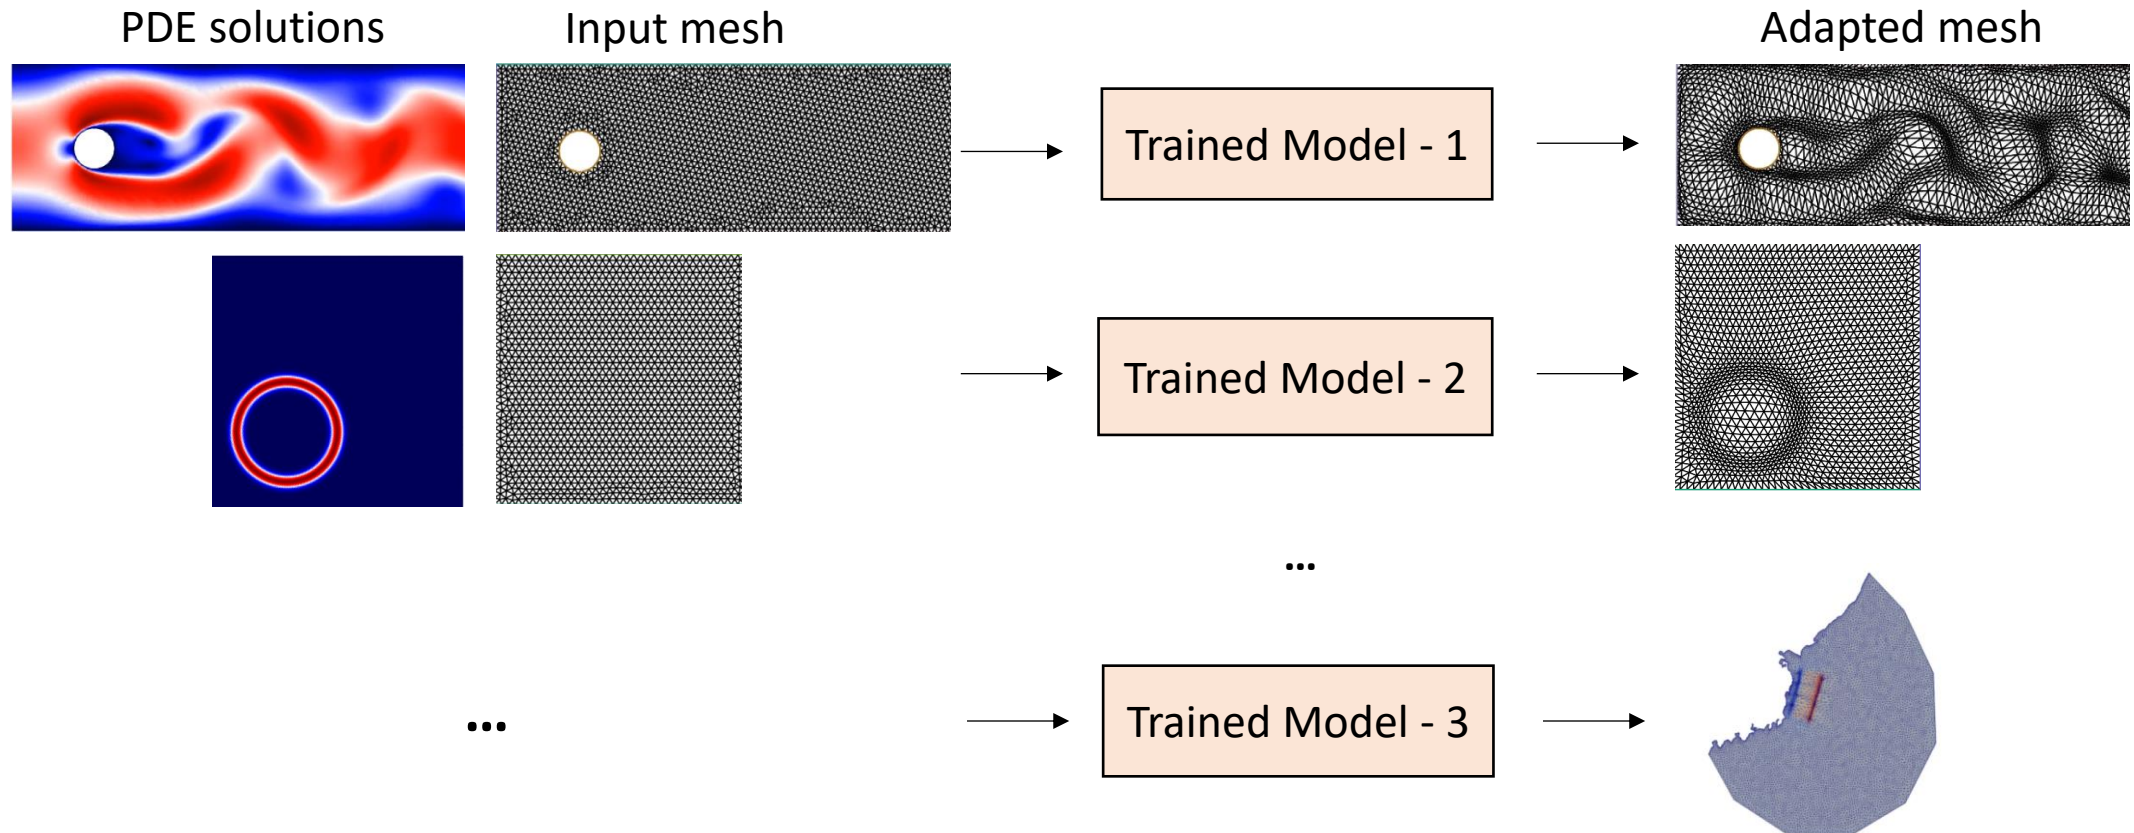 PDE solutions
Input mesh
Adapted mesh
Trained Model - 1
Trained Model - 2
...
... 
Trained Model - 3